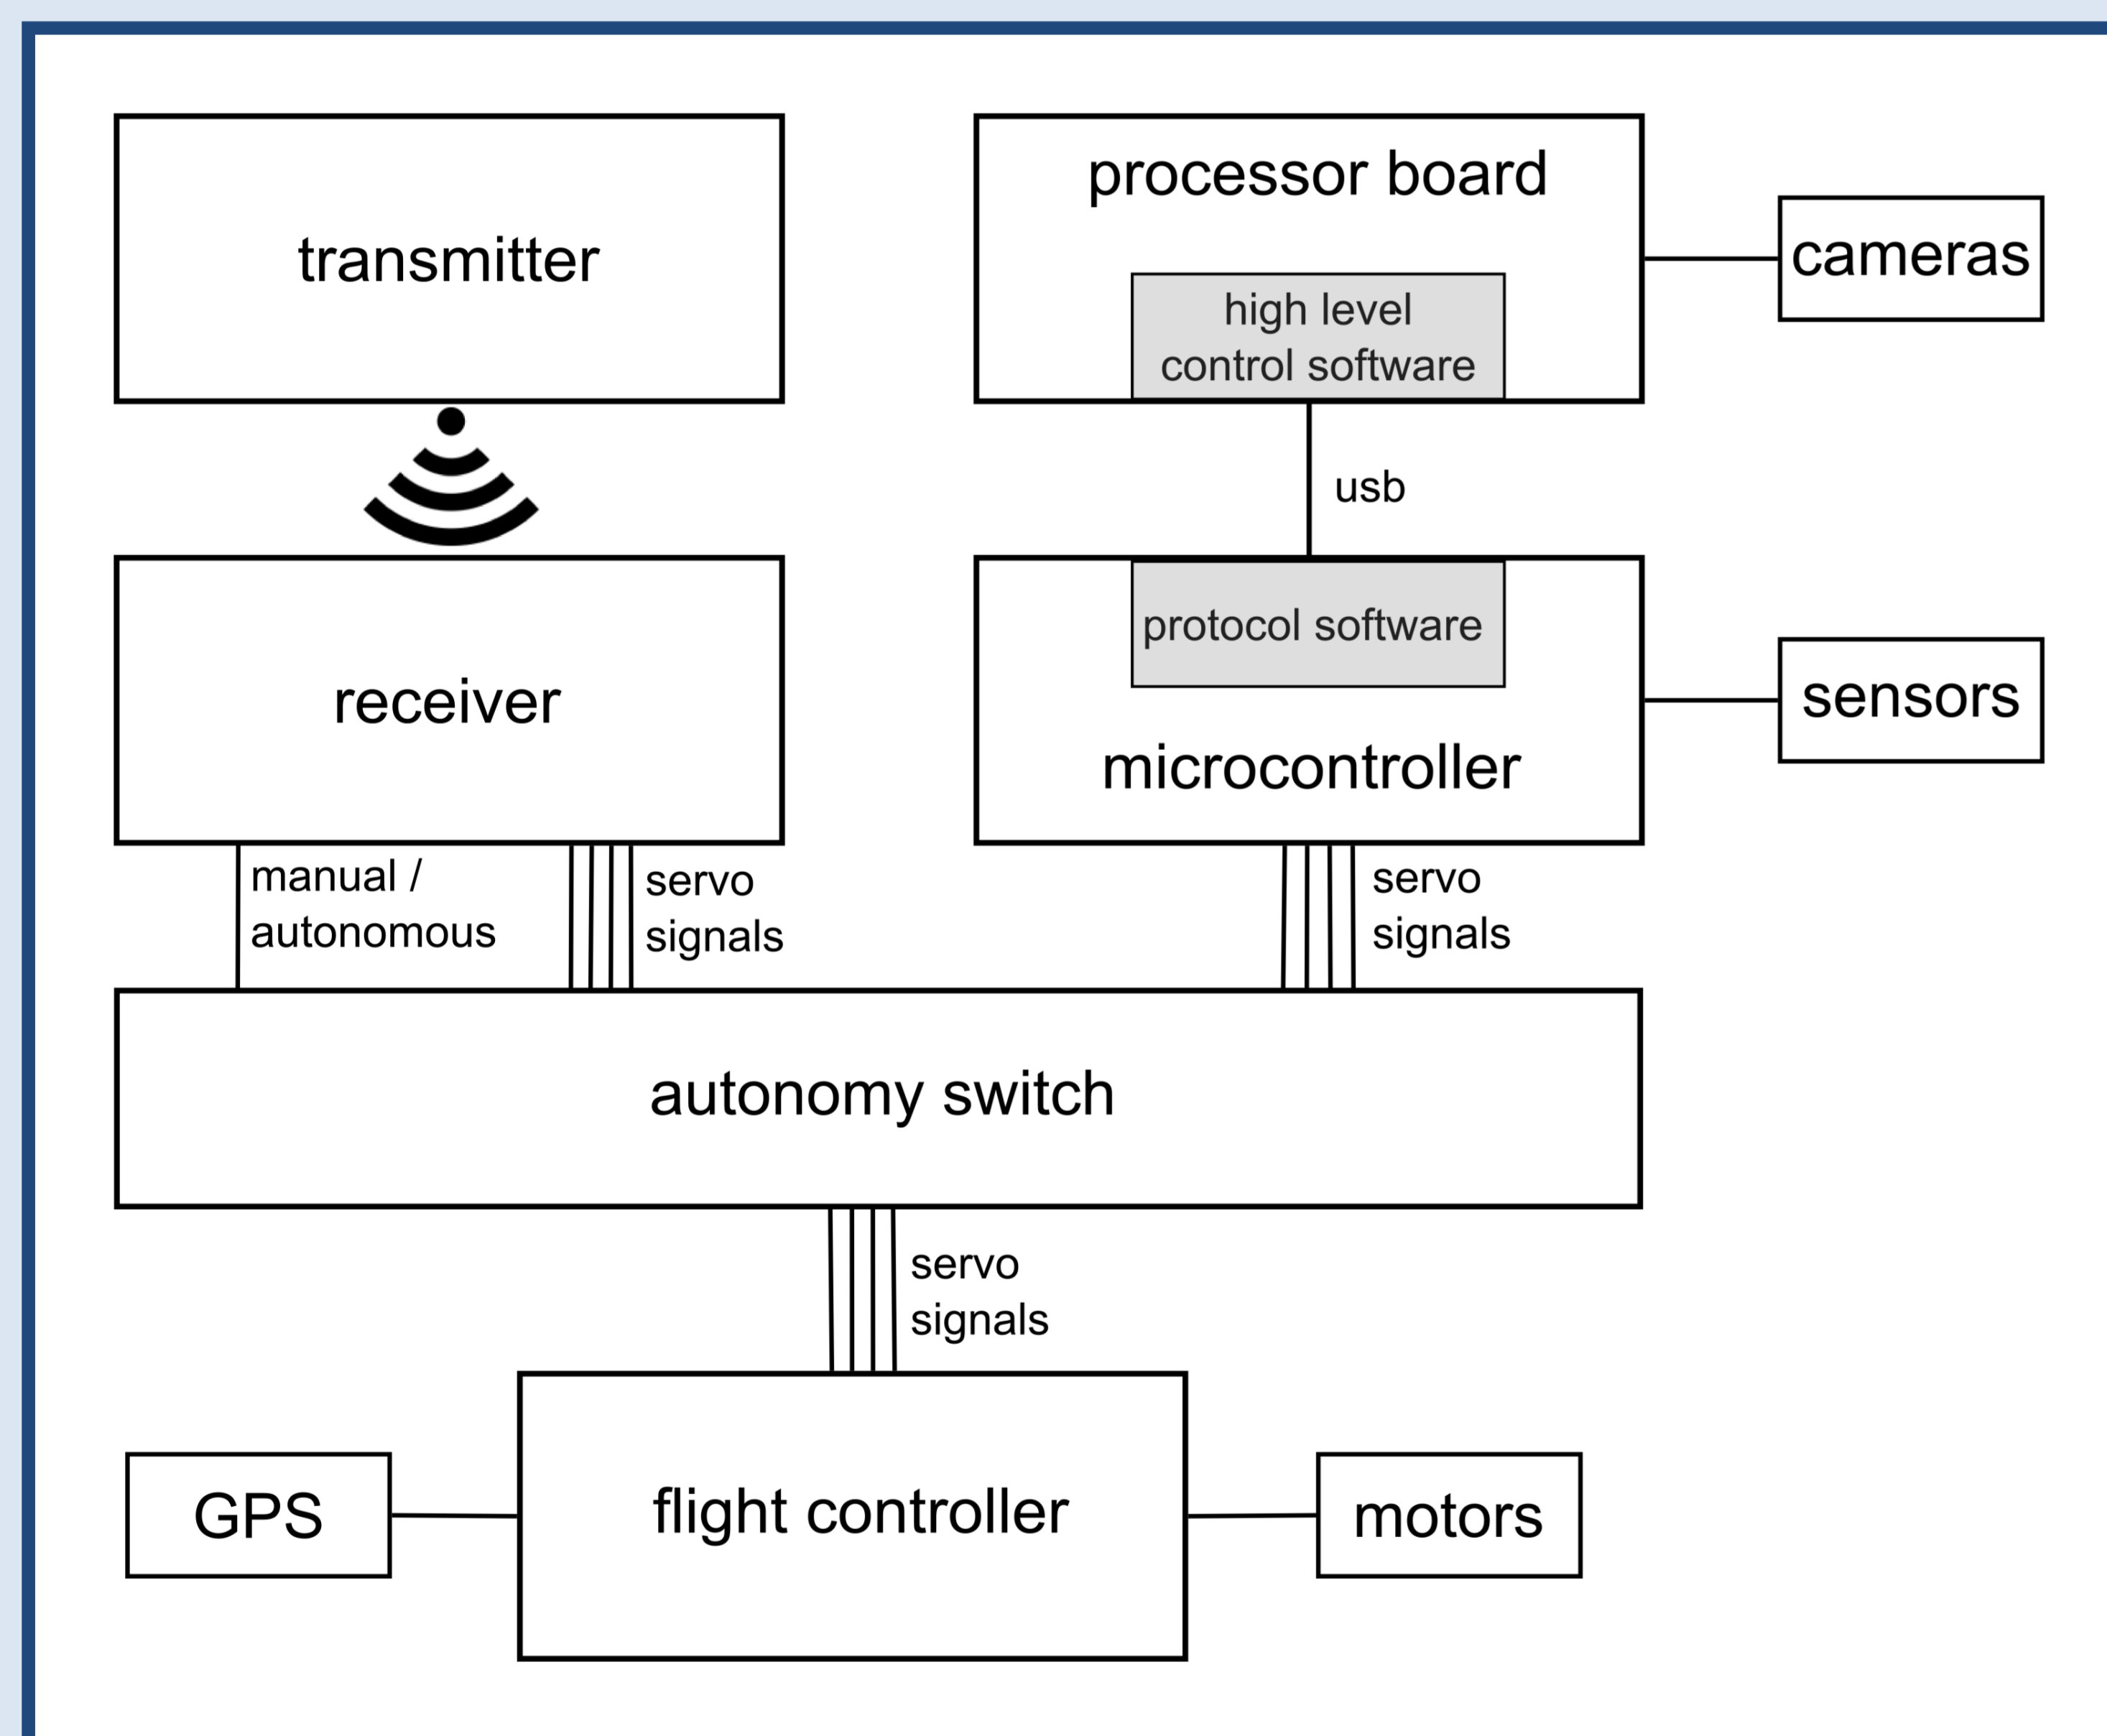 transmitter
processor board
high level
control software
cameras
usb
receiver
protocol software
microcontroller
sensors
manual /
autonomous
servo
signals
servo
signals
autonomy switch
servo
signals
GPS
flight controller
motors